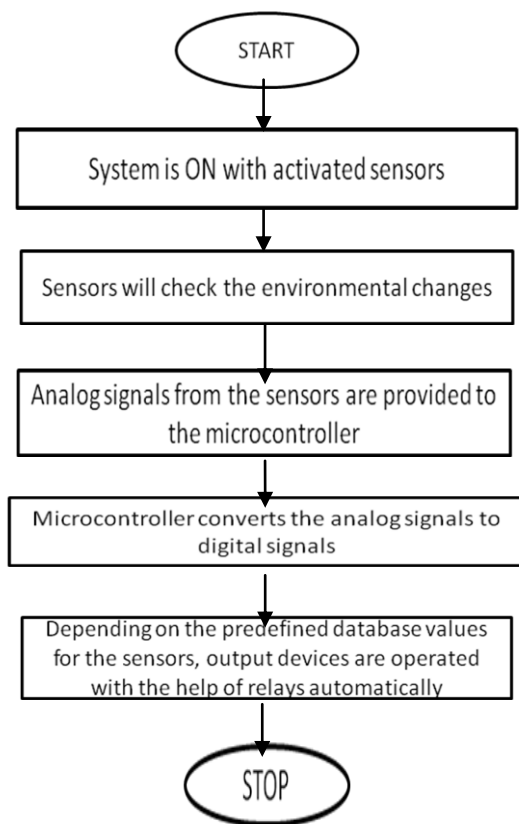 START
System is ON with activated sensors
Sensors will check the environmental changes
Analog signals from the sensors are provided to
the microcontroller
Microcontroller converts the analog signals to
digital signals
Depending on the predefined database values
for the sensors, output devices are operated
with the help of relays automatically
STOP